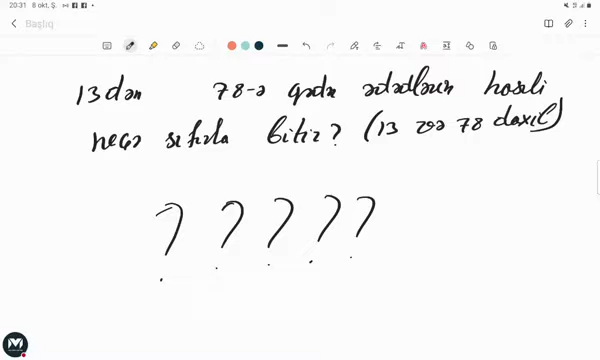 20:31 8 okt, Ş.
Başlıq
13dən 78-ə qədər ədədlərin hasili
neçə sıfırla bitir? (13 və 78 daxil)
? ? ? ? ?